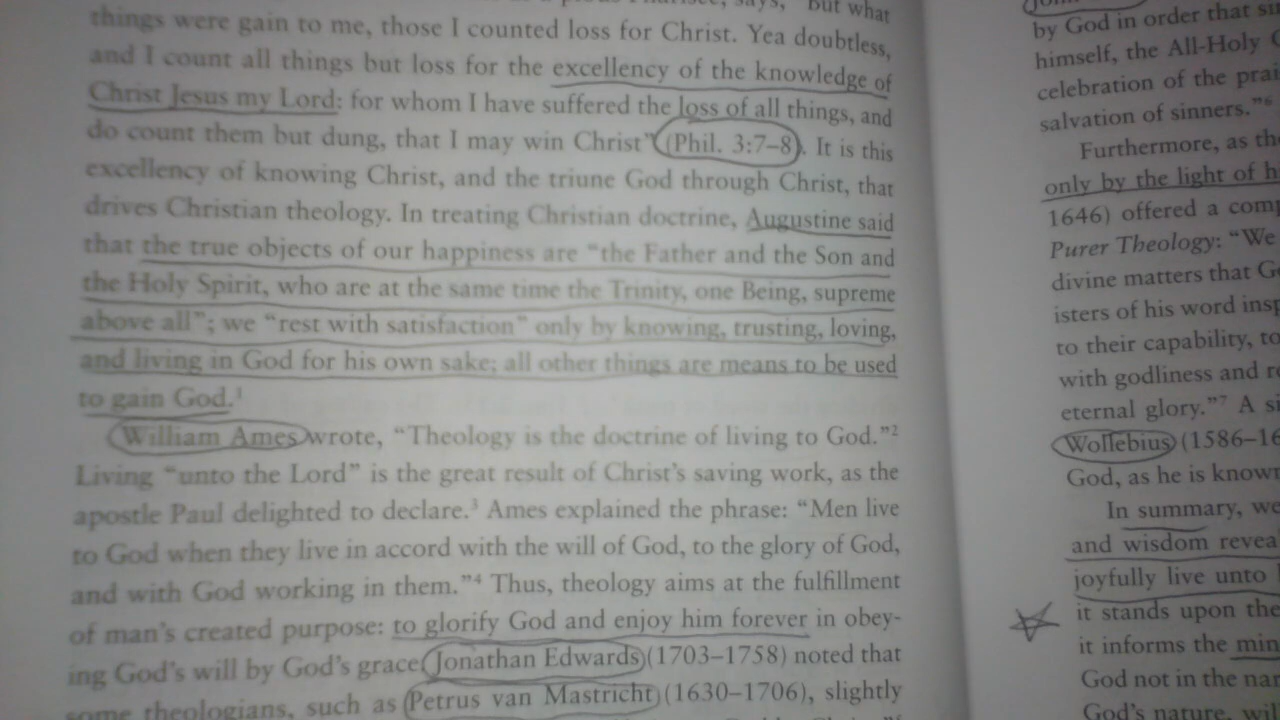 says, "But what
things were gain to me, those I counted loss for Christ. Yea doubtless,
and I count all things but loss for the excellency of the knowledge of
Christ Jesus my Lord: for whom I have suffered the loss of all things, and
do count them but dung, that I may win Christ" (Phil. 3:7–8). It is this
excellency of knowing Christ, and the triune God through Christ, that
drives Christian theology. In treating Christian doctrine, Augustine said
that the true objects of our happiness are "the Father and the Son and
the Holy Spirit, who are at the same time the Trinity, one Being, supreme
above all"; we "rest with satisfaction" only by knowing, trusting, loving,
and living in God for his own sake; all other things are means to be used
to gain God.¹
William Ames wrote, "Theology is the doctrine of living to God."²
Living "unto the Lord" is the great result of Christ's saving work, as the
apostle Paul delighted to declare.³ Ames explained the phrase: "Men live
to God when they live in accord with the will of God, to the glory of God,
and with God working in them."⁴ Thus, theology aims at the fulfillment
of man's created purpose: to glorify God and enjoy him forever in obey-
ing God's will by God's grace. Jonathan Edwards (1703–1758) noted that
some theologians, such as Petrus van Mastricht (1630–1706), slightly
by God in order that
himself, the All-Holy
celebration of the
salvation of sinners."⁶
Furthermore, as
only by the light of
1646) offered a
Purer Theology: "We
divine matters that
isters of his word
to their capability, to
with godliness and
eternal glory."⁷ A
Wollebius (1586–16
God, as he is known
In summary, we
and wisdom
joyfully live unto
it stands upon the
it informs the
God not in the
God's nature,